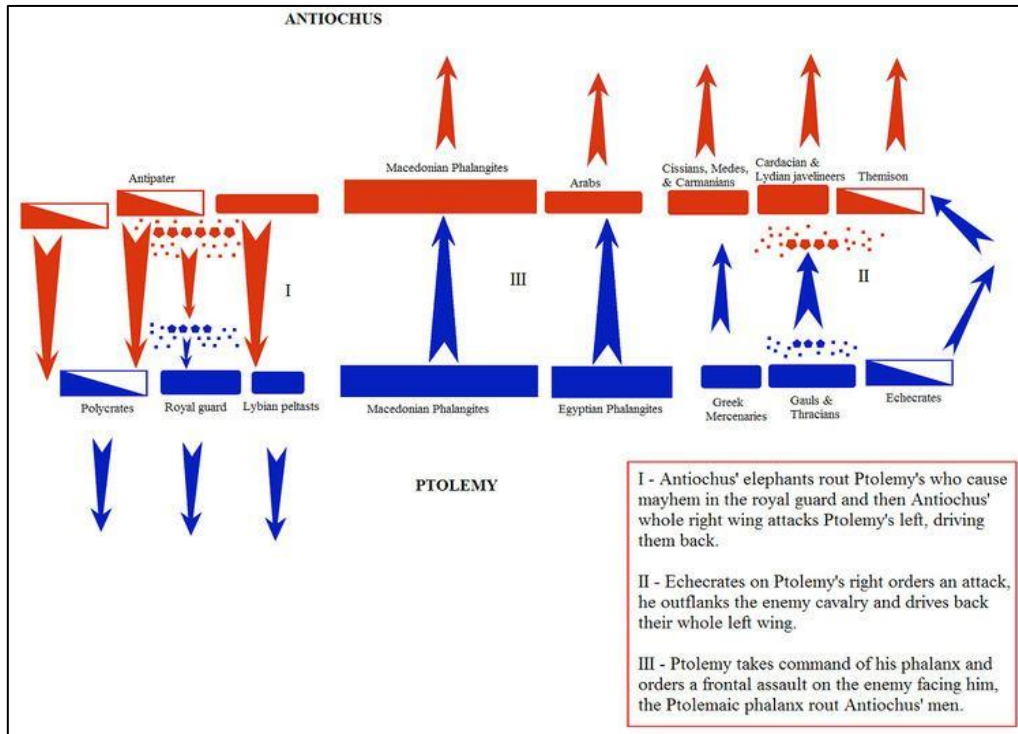 ANTIOCHUS
Macedonian Phalangites
Cardacian &
Lydian javelineers
Cissians, Medes,
& Carmanians
Themison
Antipater
Arabs
I
III
II
Polycrates
Royal guard
Lybian peltasts
Macedonian Phalangites
Egyptian Phalangites
Greek
Mercenaries
Gauls &
Thracians
Echecrates
PTOLEMY
I - Antiochus' elephants rout Ptolemy's who cause
mayhem in the royal guard and then Antiochus'
whole right wing attacks Ptolemy's left, driving
them back.
II - Echecrates on Ptolemy's right orders an attack,
he outflanks the enemy cavalry and drives back
their whole left wing.
III - Ptolemy takes command of his phalanx and
orders a frontal assault on the enemy facing him,
the Ptolemaic phalanx rout Antiochus' men.